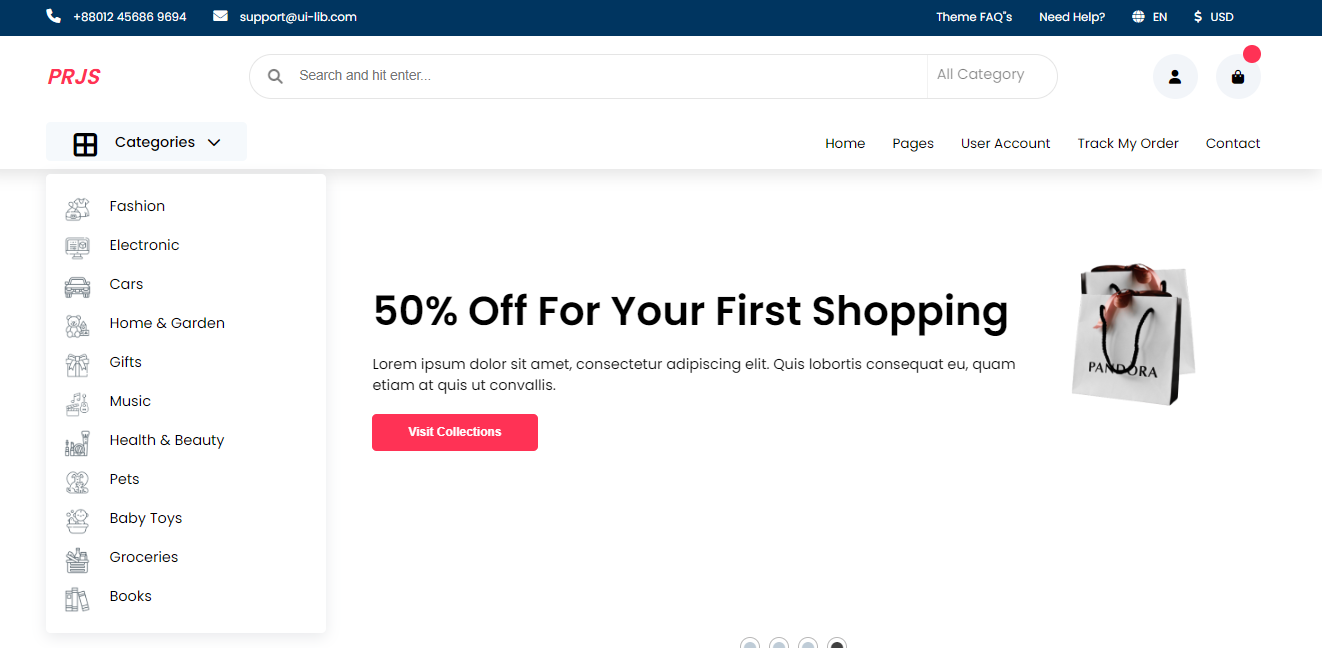 +88012 45686 9694
support@ui-lib.com
Theme FAQ"s
Need Help?
EN
$ USD
PRJS
Search and hit enter...
All Category
Categories
Home
Pages
User Account
Track My Order
Contact
Fashion
Electronic
Cars
Home & Garden
Gifts
Music
Health & Beauty
Pets
Baby Toys
Groceries
Books
50% Off For Your First Shopping
Lorem ipsum dolor sit amet, consectetur adipiscing elit. Quis lobortis consequat eu, quam
etiam at quis ut convallis.
Visit Collections
PANDORA